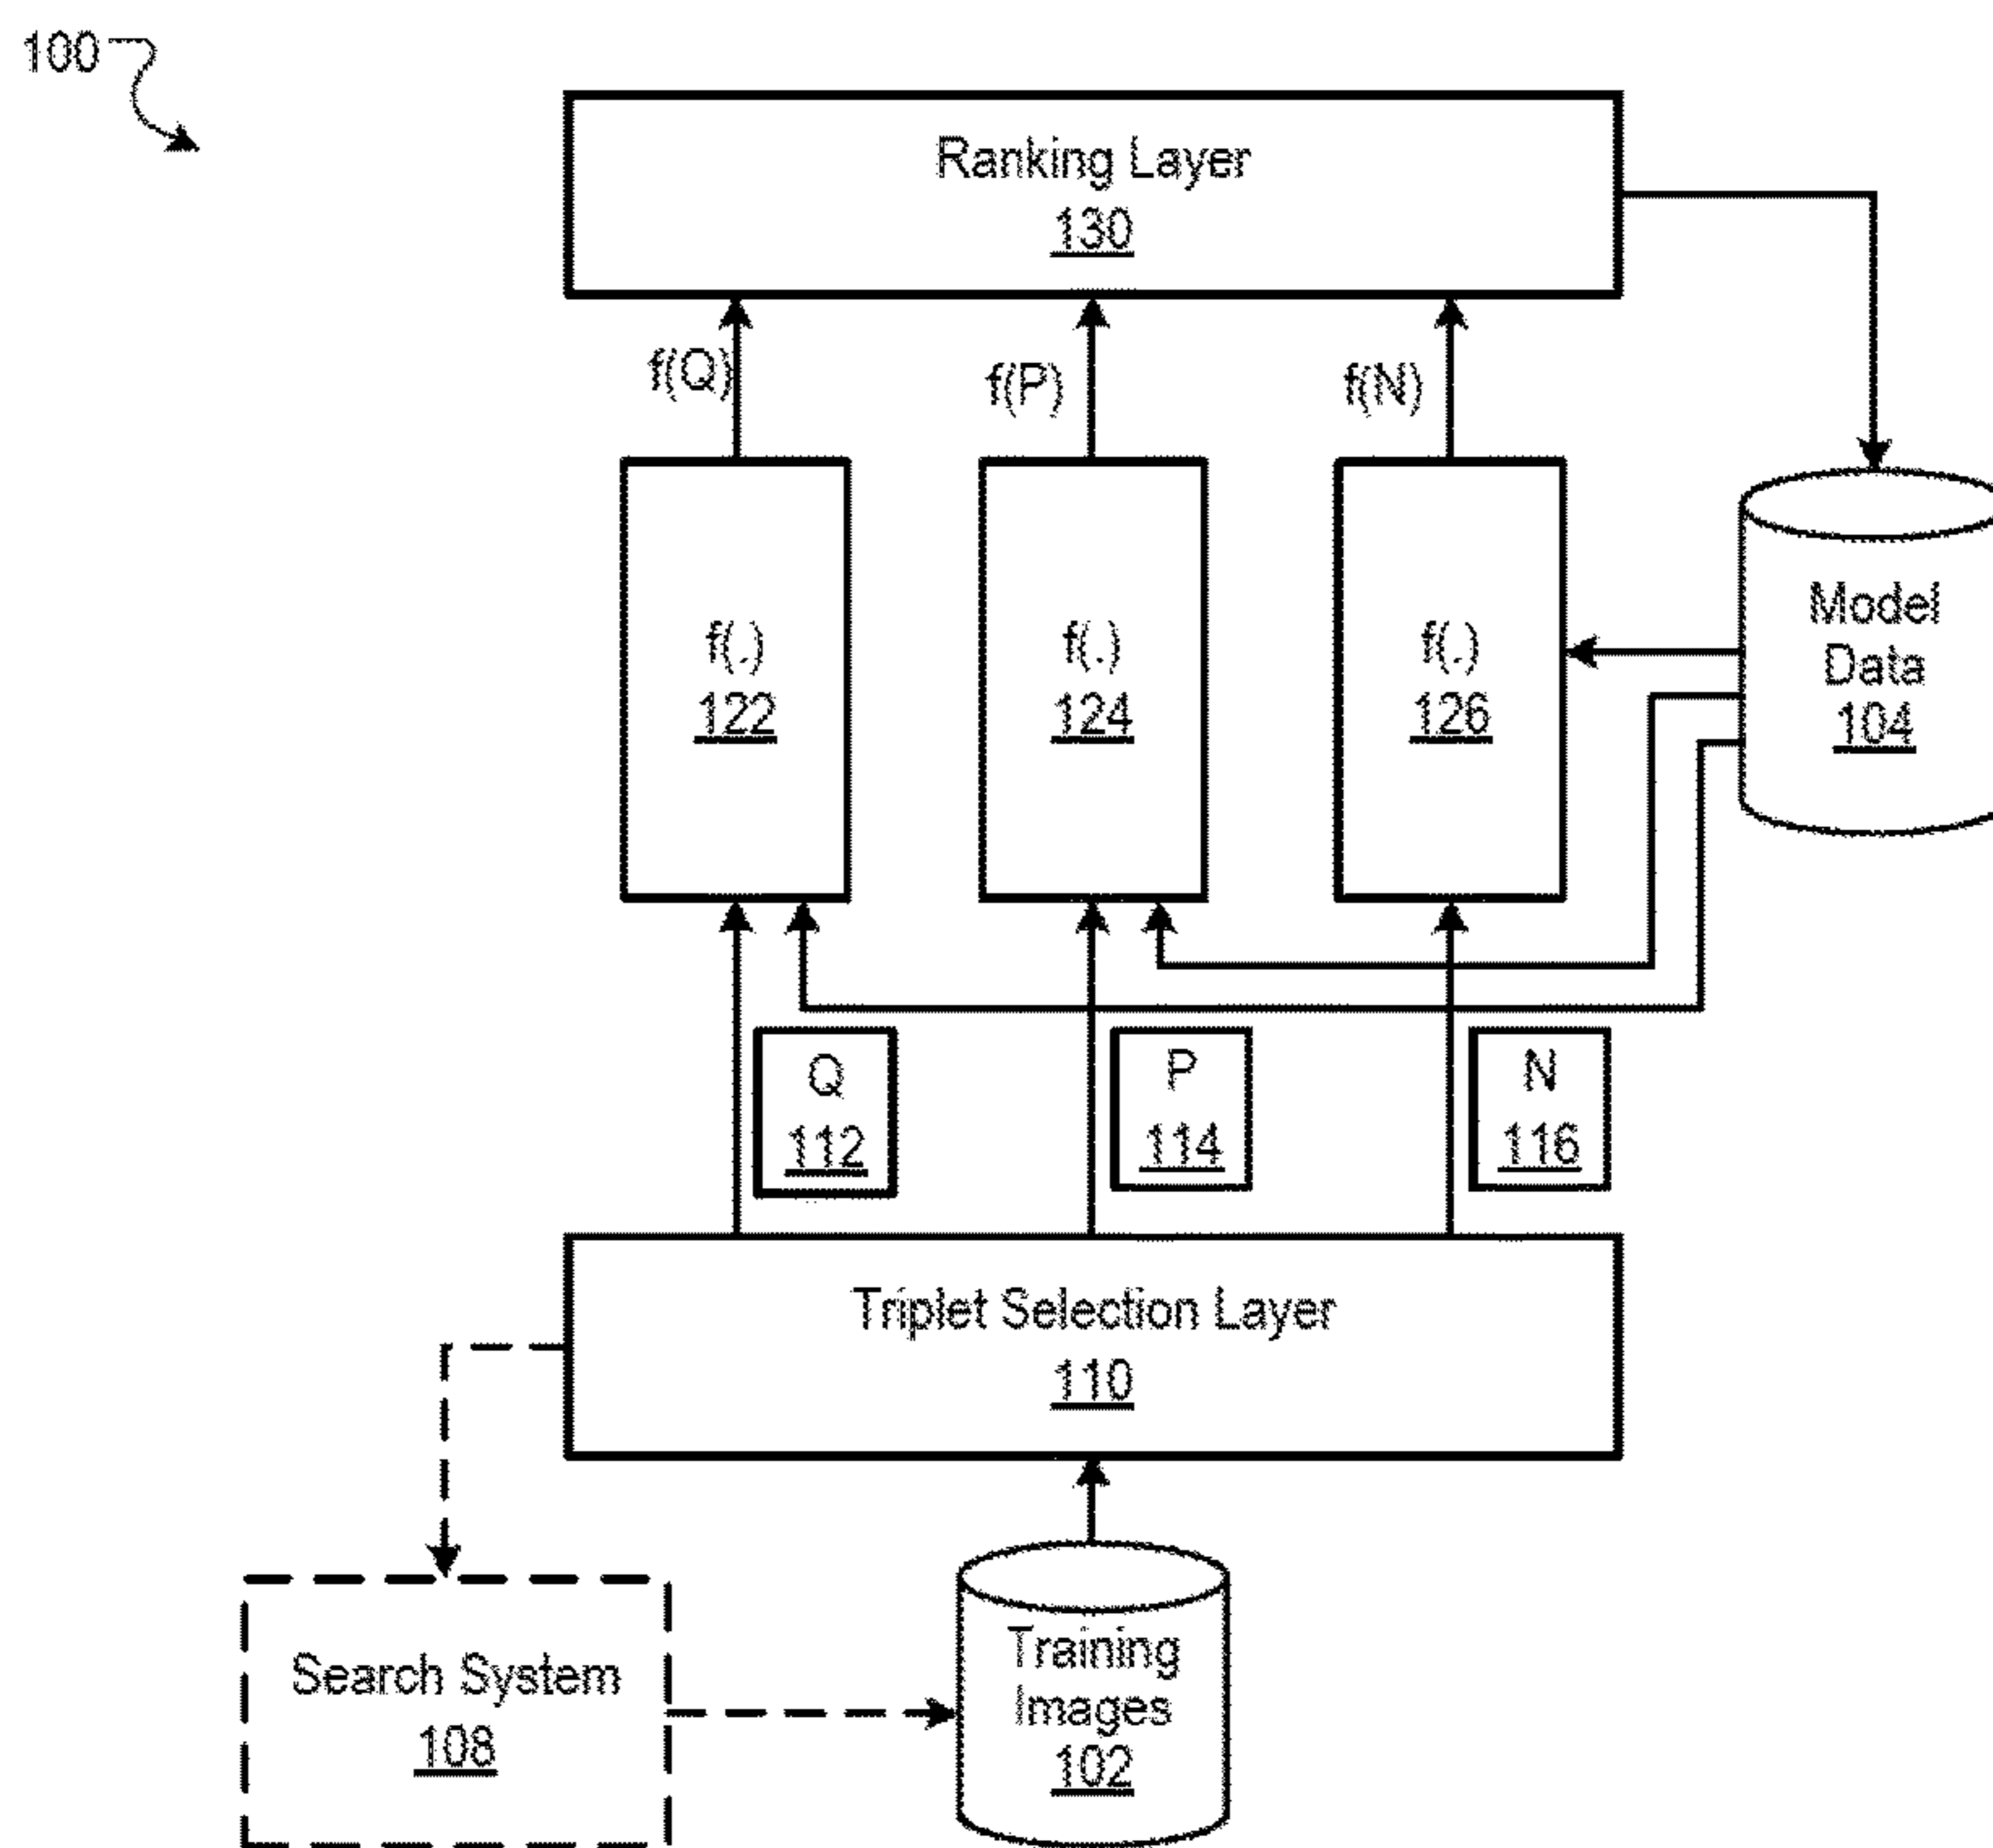 100
Ranking Layer
130
f(Q)
f(P)
f(N)
f(.)
122
f(.)
124
f(.)
126
Model
Data
104
Q
112
P
114
N
116
Triplet Selection Layer
110
Search System
108
Training
Images
102